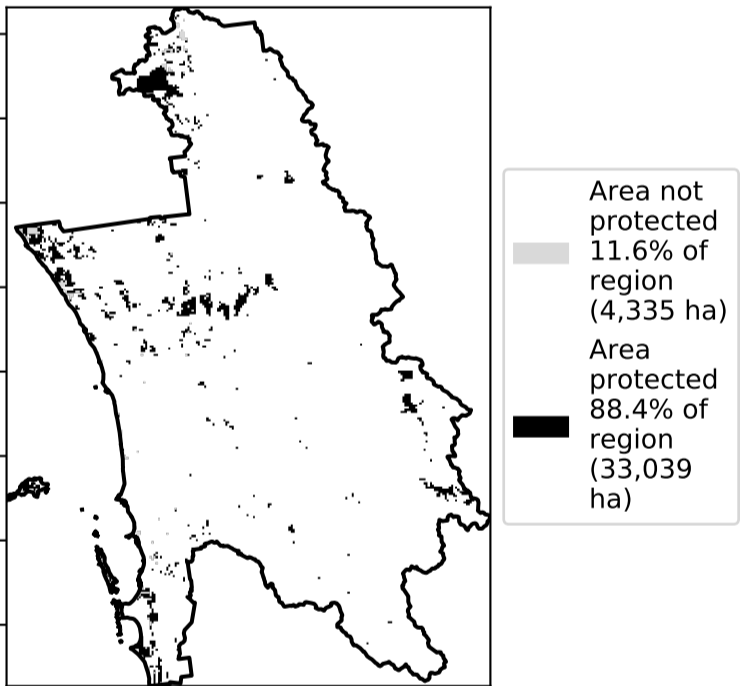 Area not
protected
11.6% of
region
(4,335 ha)
Area
protected
88.4% of
region
(33,039
ha)